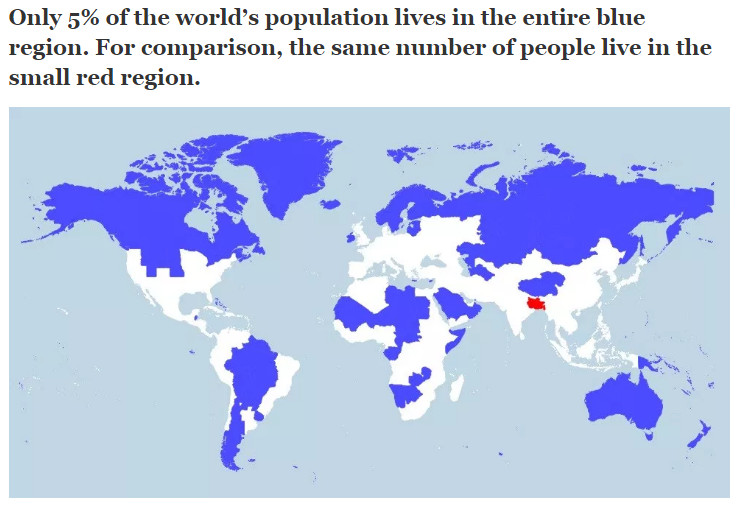 Only 5% of the world’s population lives in the entire blue
region. For comparison, the same number of people live in the
small red region.